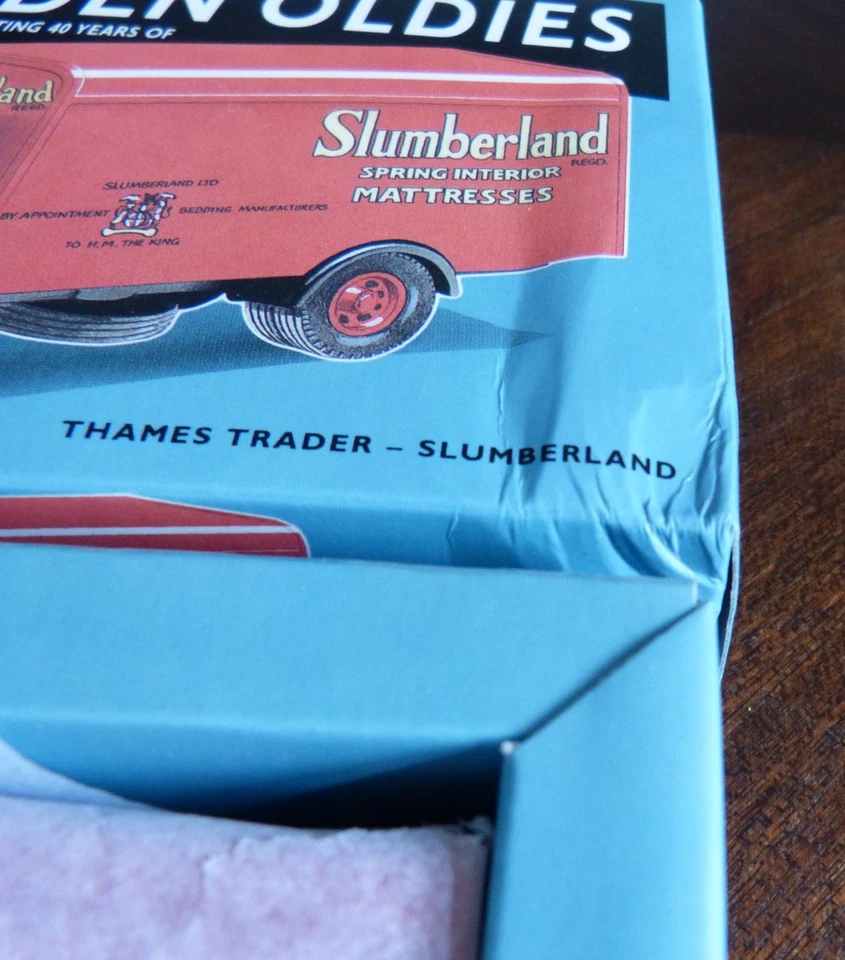 DEN OLDIES
TING 40 YEARS OF
land
REGD.
Slumberland
REGD.
SPRING INTERIOR
MATTRESSES
SLUMBERLAND LTD
BY APPOINTMENT BEDDING MANUFACTURERS
TO H.M. THE KING
THAMES TRADER – SLUMBERLAND